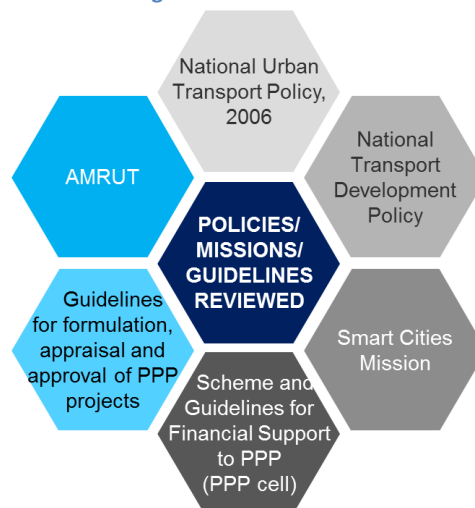 National Urban
Transport Policy,
2006
National
Transport
Development
Policy
AMRUT
POLICIES/
MISSIONS/
GUIDELINES
REVIEWED
Guidelines
for formulation,
appraisal and
approval of PPP
projects
Smart Cities
Mission
Scheme and
Guidelines for
Financial Support
to PPP
(PPP cell)